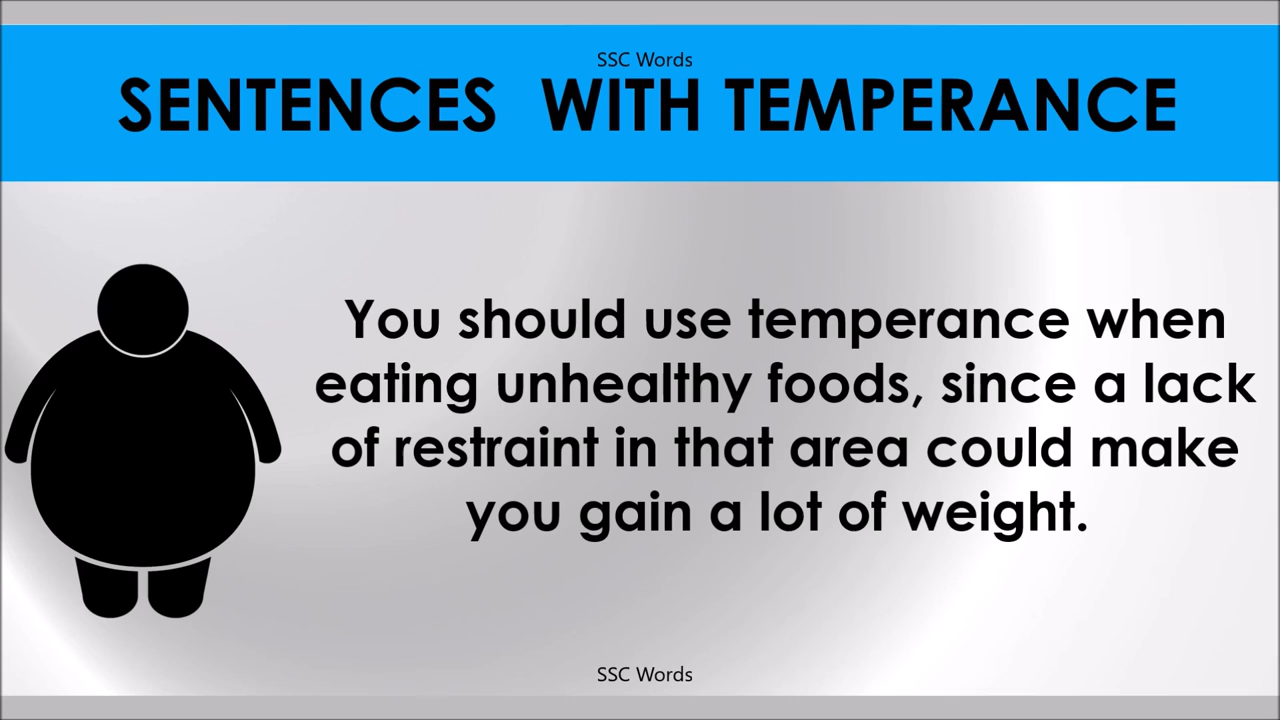 SSC Words
SENTENCES WITH TEMPERANCE
You should use temperance when
eating unhealthy foods, since a lack
of restraint in that area could make
you gain a lot of weight.
SSC Words